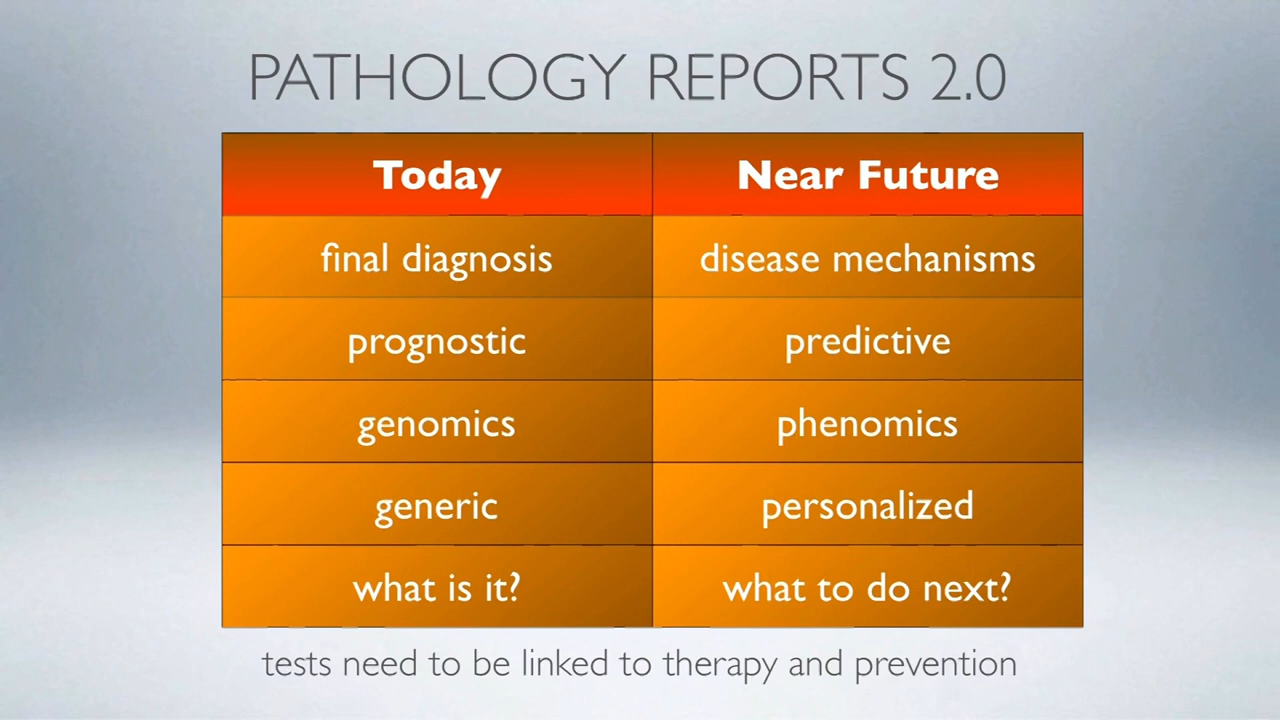 PATHOLOGY REPORTS 2.0
Today
Near Future
final diagnosis
disease mechanisms
prognostic
predictive
genomics
phenomics
generic
personalized
what is it?
what to do next?
tests need to be linked to therapy and prevention